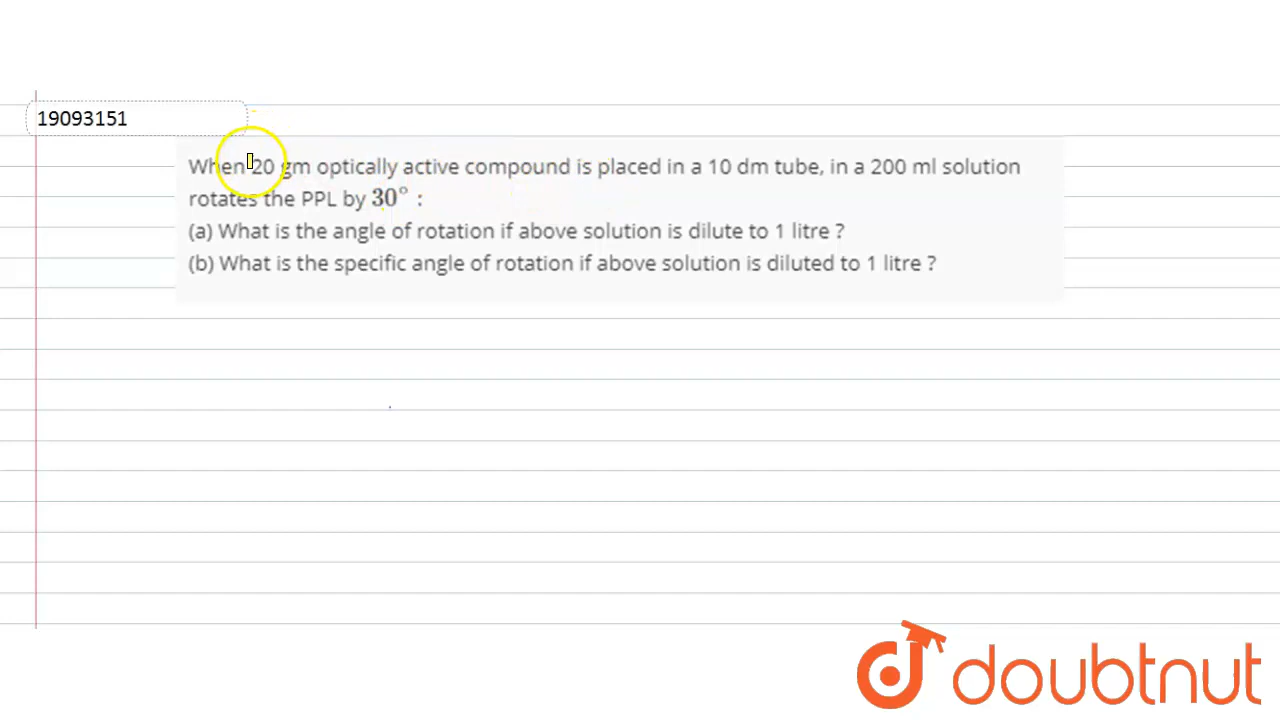 19093151
When 20 gm optically active compound is placed in a 10 dm tube, in a 200 ml solution
rotates the PPL by 30° :
(a) What is the angle of rotation if above solution is dilute to 1 litre ?
(b) What is the specific angle of rotation if above solution is diluted to 1 litre ?
doubtnut